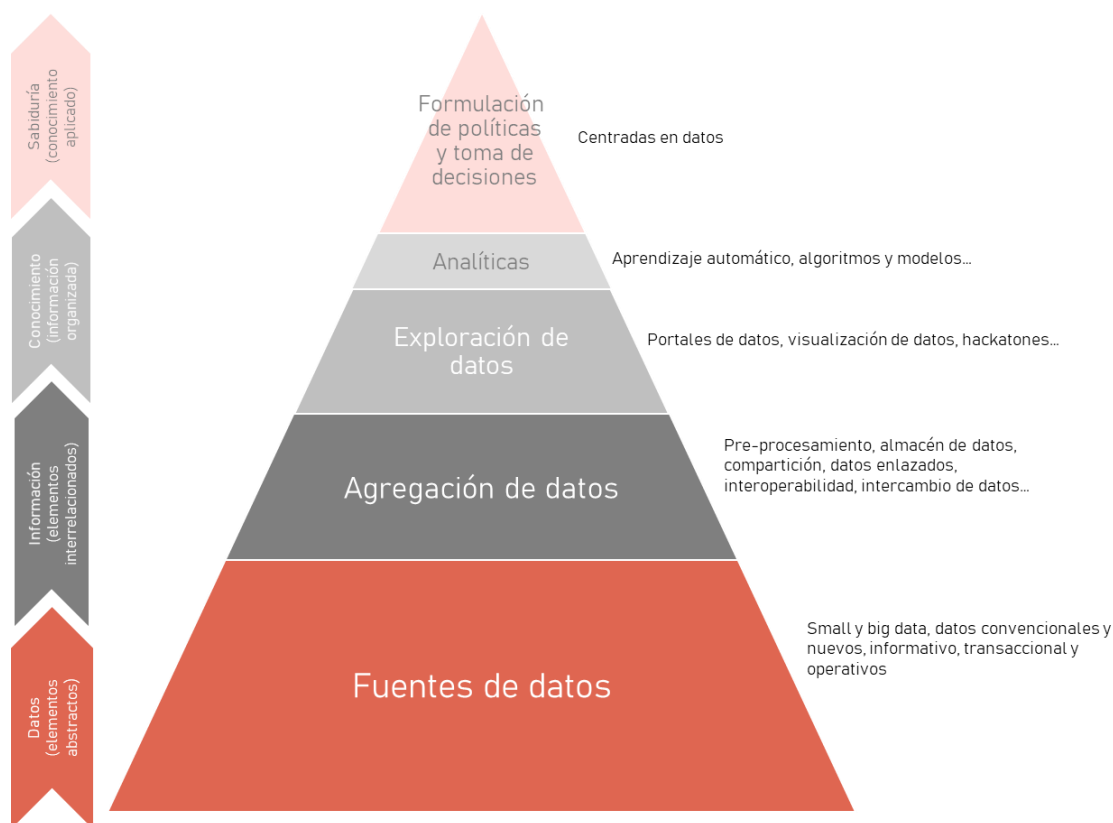 Sabiduría
(conocimiento
aplicado)
Conocimiento
(información
organizada)
Información
(elementos
interrelacionados)
Datos
(elementos
abstractos)
Formulación
de políticas
y toma de
decisiones
Centradas en datos
Analíticas
Aprendizaje automático, algoritmos y modelos...
Exploración de
datos
Portales de datos, visualización de datos, hackatones...
Agregación de datos
Pre-procesamiento, almacén de datos,
compartición, datos enlazados,
interoperabilidad, intercambio de datos...
Fuentes de datos
Small y big data, datos convencionales y
nuevos, informativo, transaccional y
operativos